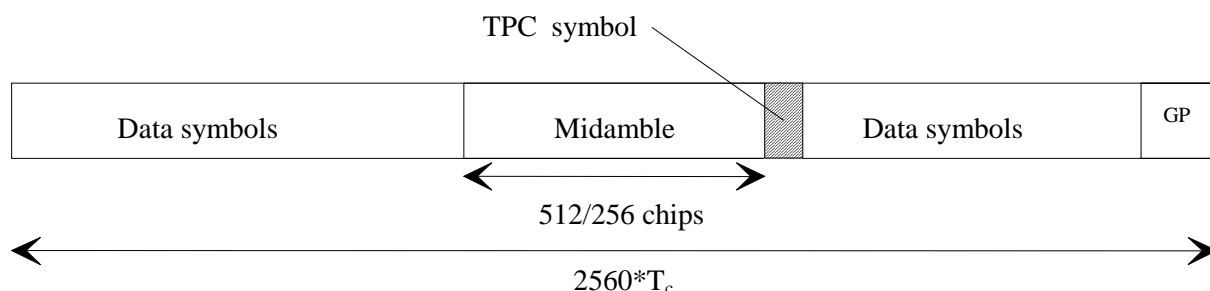 TPC symbol
Data symbols Midamble Data symbols GP
512/256 chips
2560*Tc